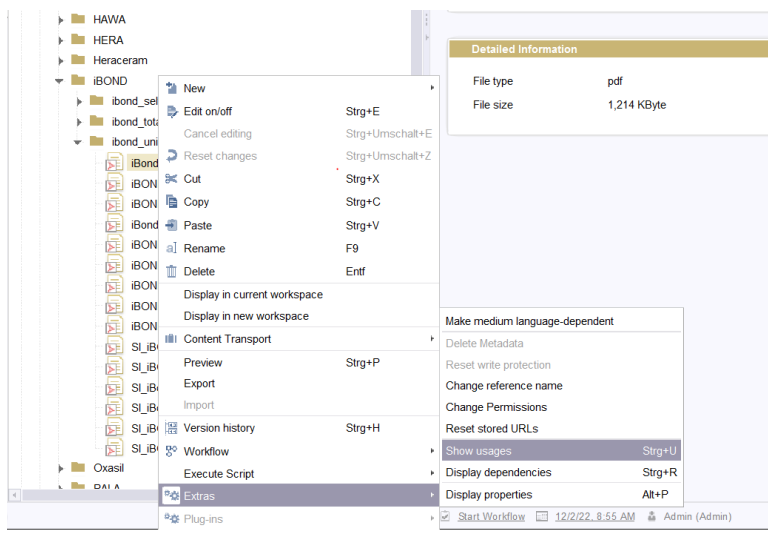 HAWA
HERA
Heraceram
iBOND
ibond_sel
ibond_tota
ibond_uni
iBond
iBON
iBON
iBond
iBON
iBON
iBON
iBON
iBON
SI_iBO
SI_iBO
SI_iB
SI_iB
SI_iB
SI_iB
Oxasil
PALA
New
Edit on/off Strg+E
Cancel editing Strg+Umschalt+E
Reset changes Strg+Umschalt+Z
Cut Strg+X
Copy Strg+C
Paste Strg+V
Rename F9
Delete Entf
Display in current workspace
Display in new workspace
Content Transport
Preview Strg+P
Export
Import
Version history Strg+H
Workflow
Execute Script
Extras
Plug-ins
Make medium language-dependent
Delete Metadata
Reset write protection
Change reference name
Change Permissions
Reset stored URLs
Show usages Strg+U
Display dependencies Strg+R
Display properties Alt+P
Detailed Information
File type pdf
File size 1,214 KByte
Start Workflow 12/2/22, 8:55 AM Admin (Admin)